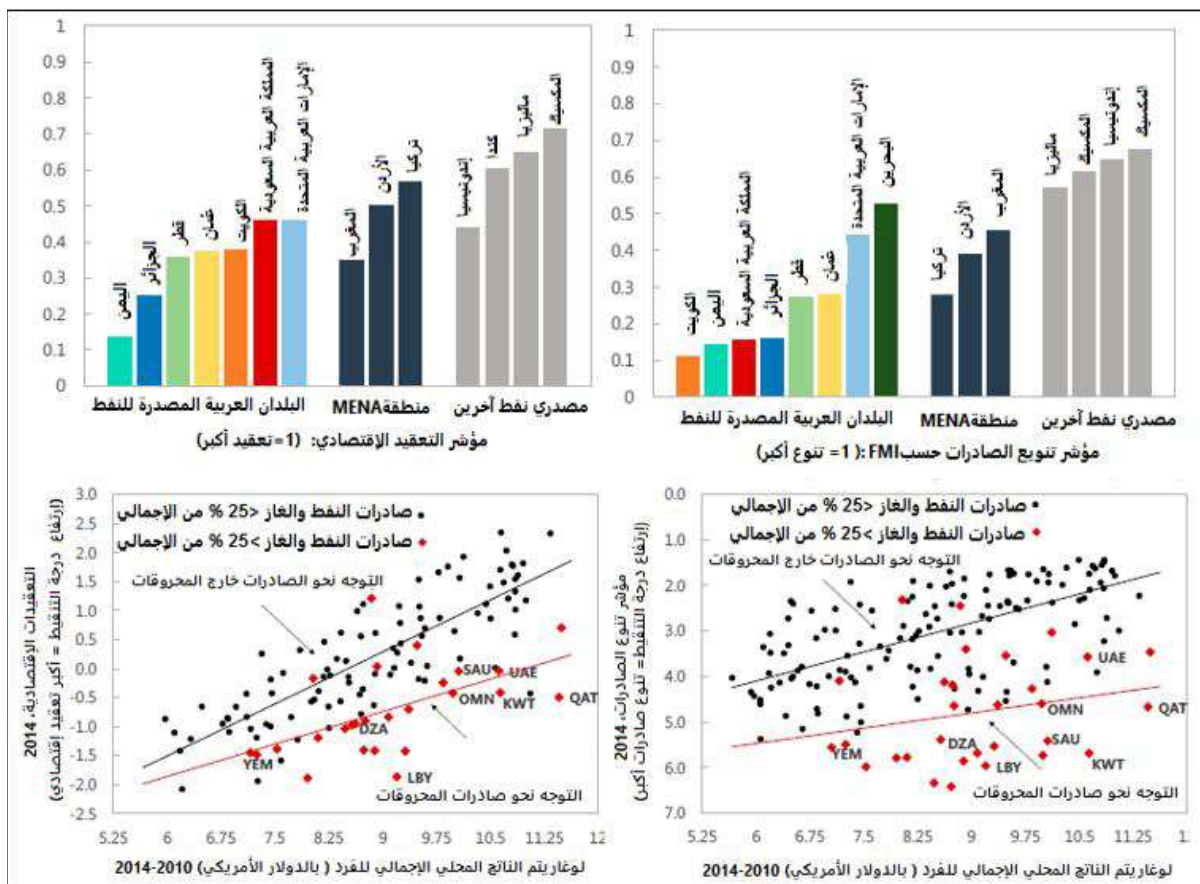 1
0.9
0.8
0.7
0.6
0.5
0.4
0.3
0.2
0.1
0
اليمن
الجزائر
قطر
عُمان
الكويت
المملكة العربية السعودية
الإمارات العربية المتحدة
المغرب
الأردن
تركيا
إندونيسيا
كندا
ماليزيا
المكسيك
البلدان العربية المصدرة للنفط
منطقة MENA
مصدري نفط آخرين
مؤشر التعقيد الإقتصادي: (1=تعقيد أكبر)
1
0.9
0.8
0.7
0.6
0.5
0.4
0.3
0.2
0.1
0
الكويت
اليمن
المملكة العربية السعودية
الجزائر
قطر
عُمان
الإمارات العربية المتحدة
البحرين
تركيا
الأردن
المغرب
ماليزيا
المكسيك
إندونيسيا
المكسيك
البلدان العربية المصدرة للنفط
منطقة MENA
مصدري نفط آخرين
مؤشر تنويع الصادرات حسب FMI: (1= تنوع أكبر)
التعقيدات الإقتصادية، 2014
(إرتفاع درجة التنقيط = أكبر تعقيد إقتصادي)
3.0
2.5
2.0
1.5
1.0
0.5
0.0
-0.5
-1.0
-1.5
-2.0
-2.5
صادرات النفط والغاز <25 % من الإجمالي
صادرات النفط والغاز >25 % من الإجمالي
التوجه نحو الصادرات خارج المحروقات
SAU
UAE
OMN
KWT
QAT
DZA
YEM
LBY
التوجه نحو صادرات المحروقات
5.25 6 6.75 7.5 8.25 9 9.75 10.5 11.25 12
لوغاريتم الناتج المحلي الإجمالي للفرد ( بالدولار الأمريكي) 2010-2014
مؤشر تنوع الصادرات، 2014
(إرتفاع درجة التنقيط= تنوع صادرات أكبر)
0.0
1.0
2.0
3.0
4.0
5.0
6.0
7.0
صادرات النفط والغاز <25 % من الإجمالي
صادرات النفط والغاز >25 % من الإجمالي
التوجه نحو الصادرات خارج المحروقات
UAE
OMN
QAT
SAU
DZA
LBY
KWT
التوجه نحو صادرات المحروقات
5.25 6 6.75 7.5 8.25 9 9.75 10.5 11.25 1
لوغاريتم الناتج المحلي الإجمالي للفرد ( بالدولار الأمريكي) 2010-2014